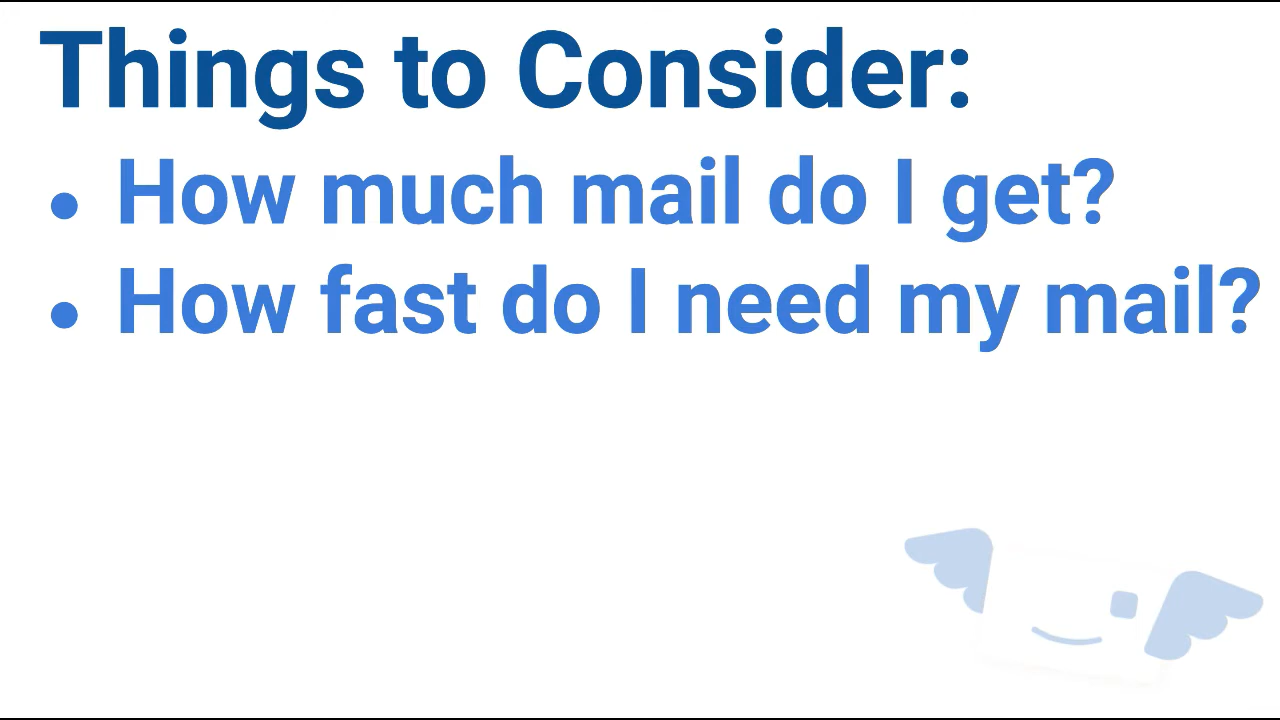 Things to Consider:
• How much mail do I get?
• How fast do I need my mail?